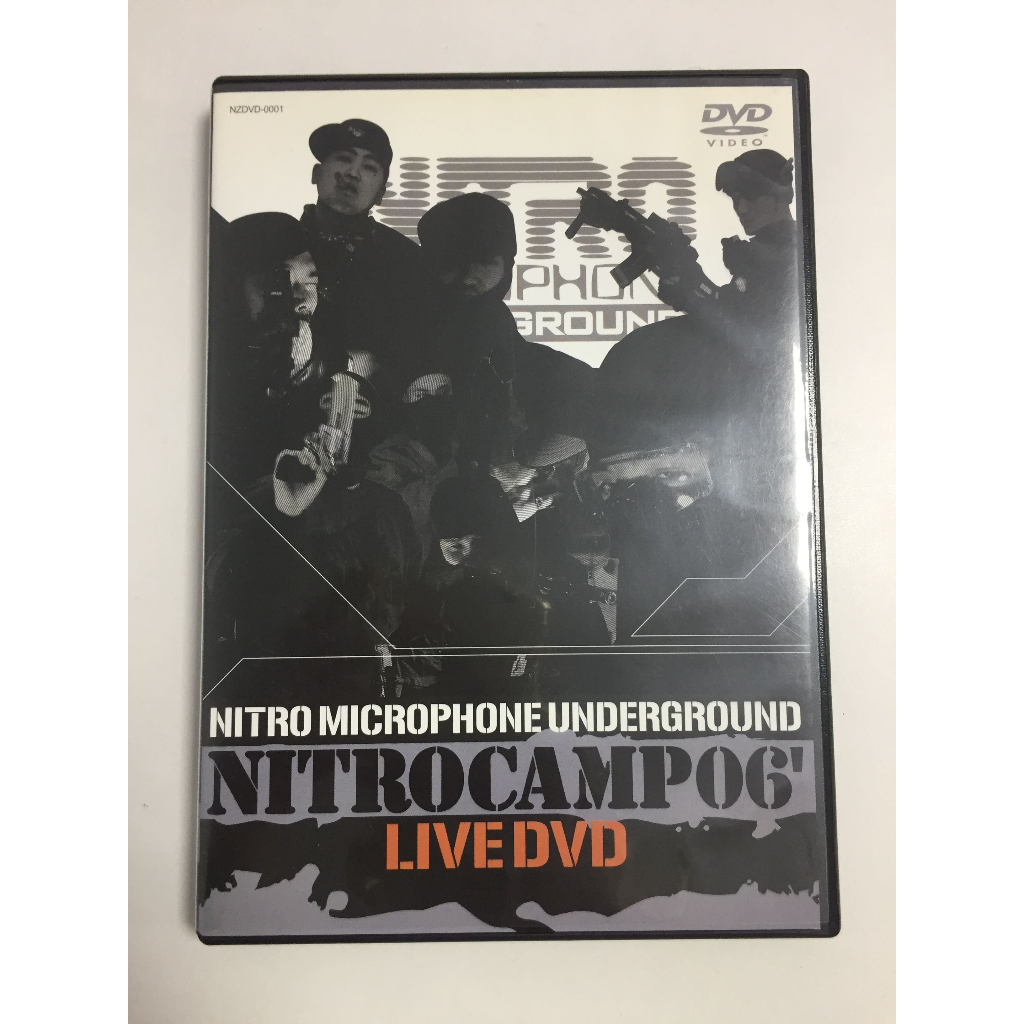 NZDVD-0001
DVD
VIDEO
NITRO MICROPHONE UNDERGROUND
NITROCAMP06'
LIVE DVD